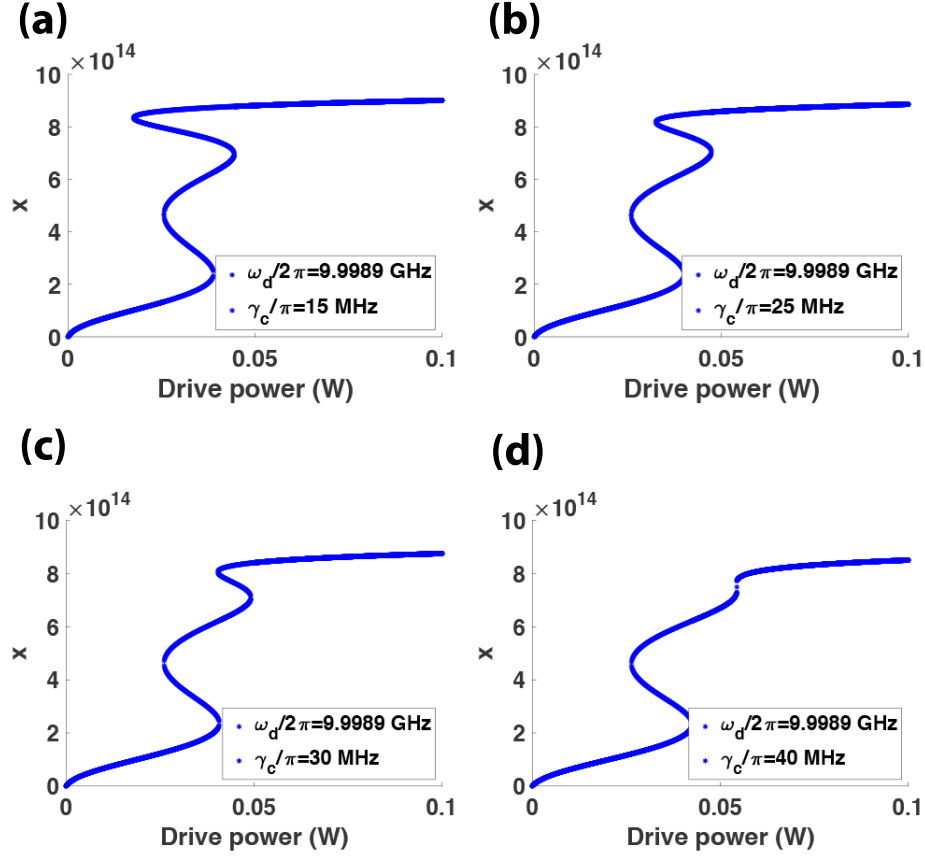 (a)
×10^14
10
8
6
4
2
0
x
ω_d/2π=9.9989 GHz
γ_c/π=15 MHz
0
0.05
0.1
Drive power (W)
(b)
×10^14
10
8
6
4
2
0
x
ω_d/2π=9.9989 GHz
γ_c/π=25 MHz
0
0.05
0.1
Drive power (W)
(c)
×10^14
10
8
6
4
2
0
x
ω_d/2π=9.9989 GHz
γ_c/π=30 MHz
0
0.05
0.1
Drive power (W)
(d)
×10^14
10
8
6
4
2
0
x
ω_d/2π=9.9989 GHz
γ_c/π=40 MHz
0
0.05
0.1
Drive power (W)